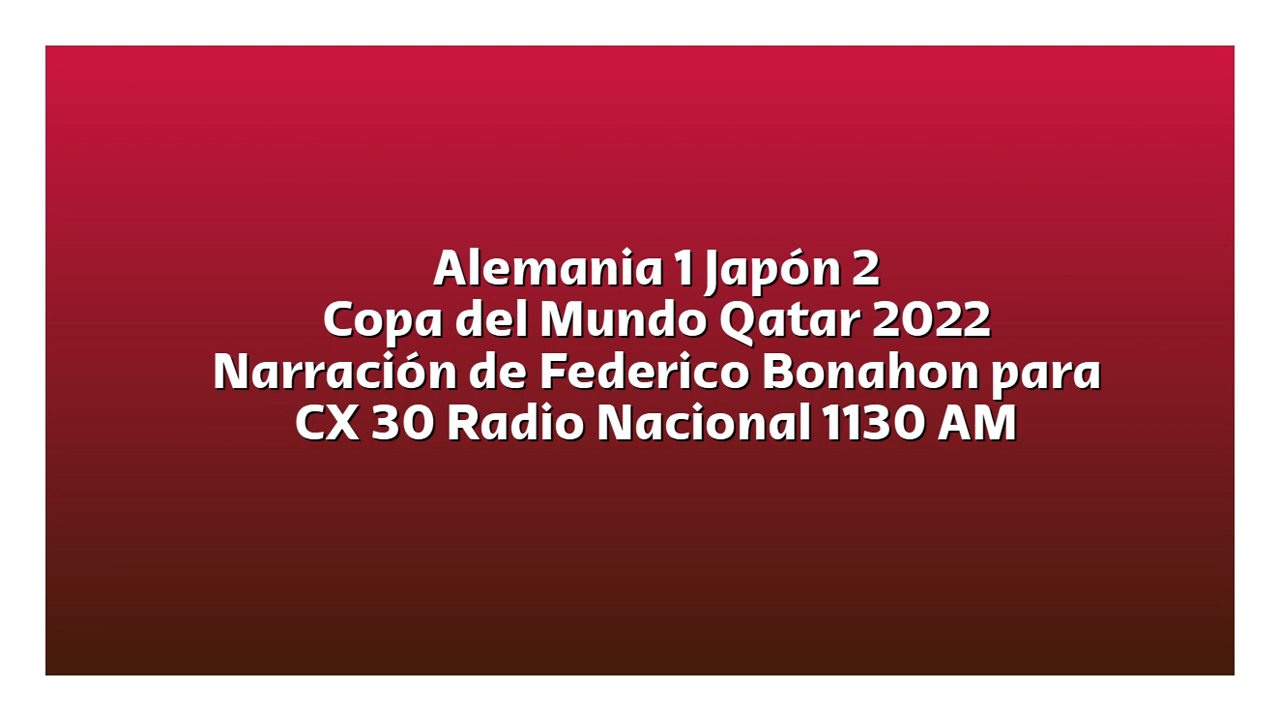 Alemania 1 Japón 2
Copa del Mundo Qatar 2022
Narración de Federico Bonahon para
CX 30 Radio Nacional 1130 AM